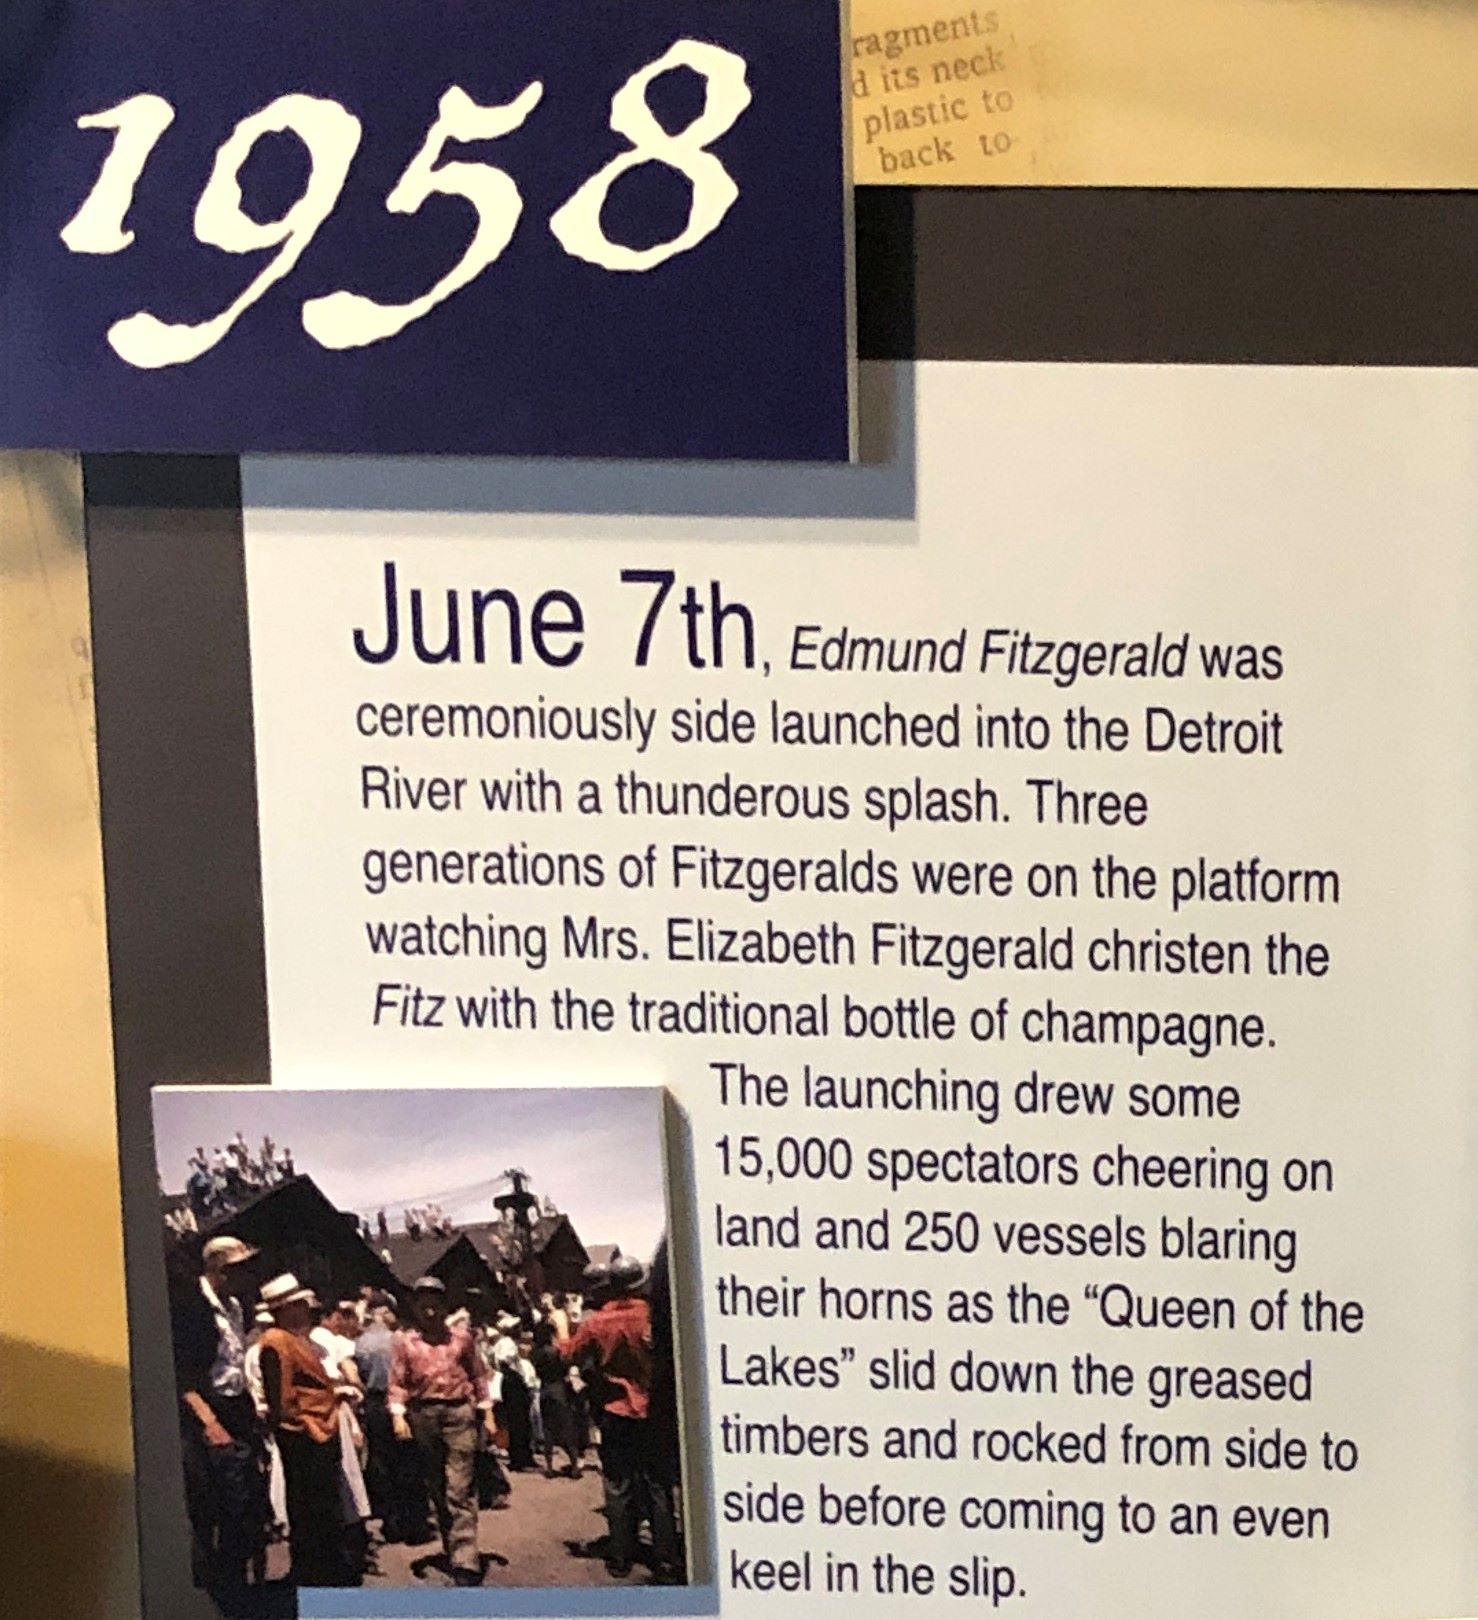 1958
ragments
d its neck
plastic to
back to
June 7th, Edmund Fitzgerald was
ceremoniously side launched into the Detroit
River with a thunderous splash. Three
generations of Fitzgeralds were on the platform
watching Mrs. Elizabeth Fitzgerald christen the
Fitz with the traditional bottle of champagne.
The launching drew some
15,000 spectators cheering on
land and 250 vessels blaring
their horns as the “Queen of the
Lakes” slid down the greased
timbers and rocked from side to
side before coming to an even
keel in the slip.